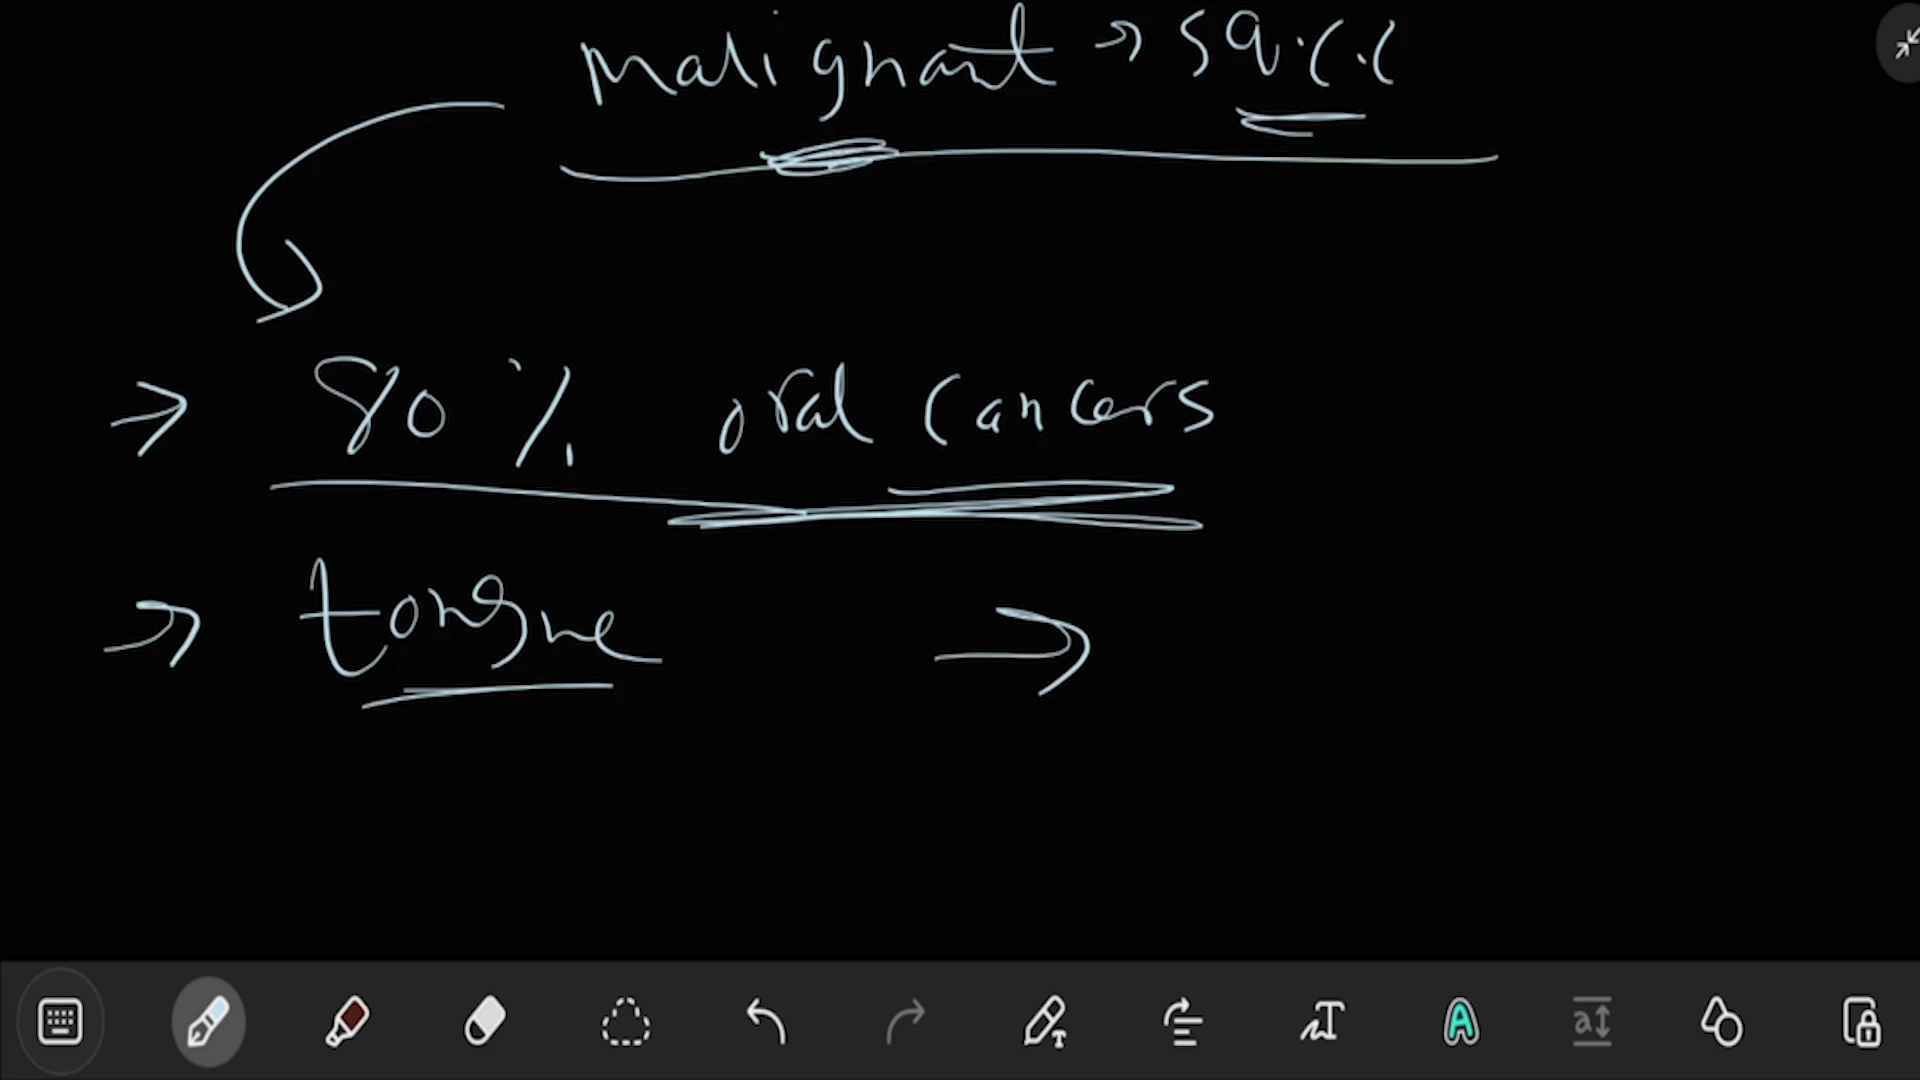 malignant → sq.c.c
→ 80% oral cancers
→ tongue →